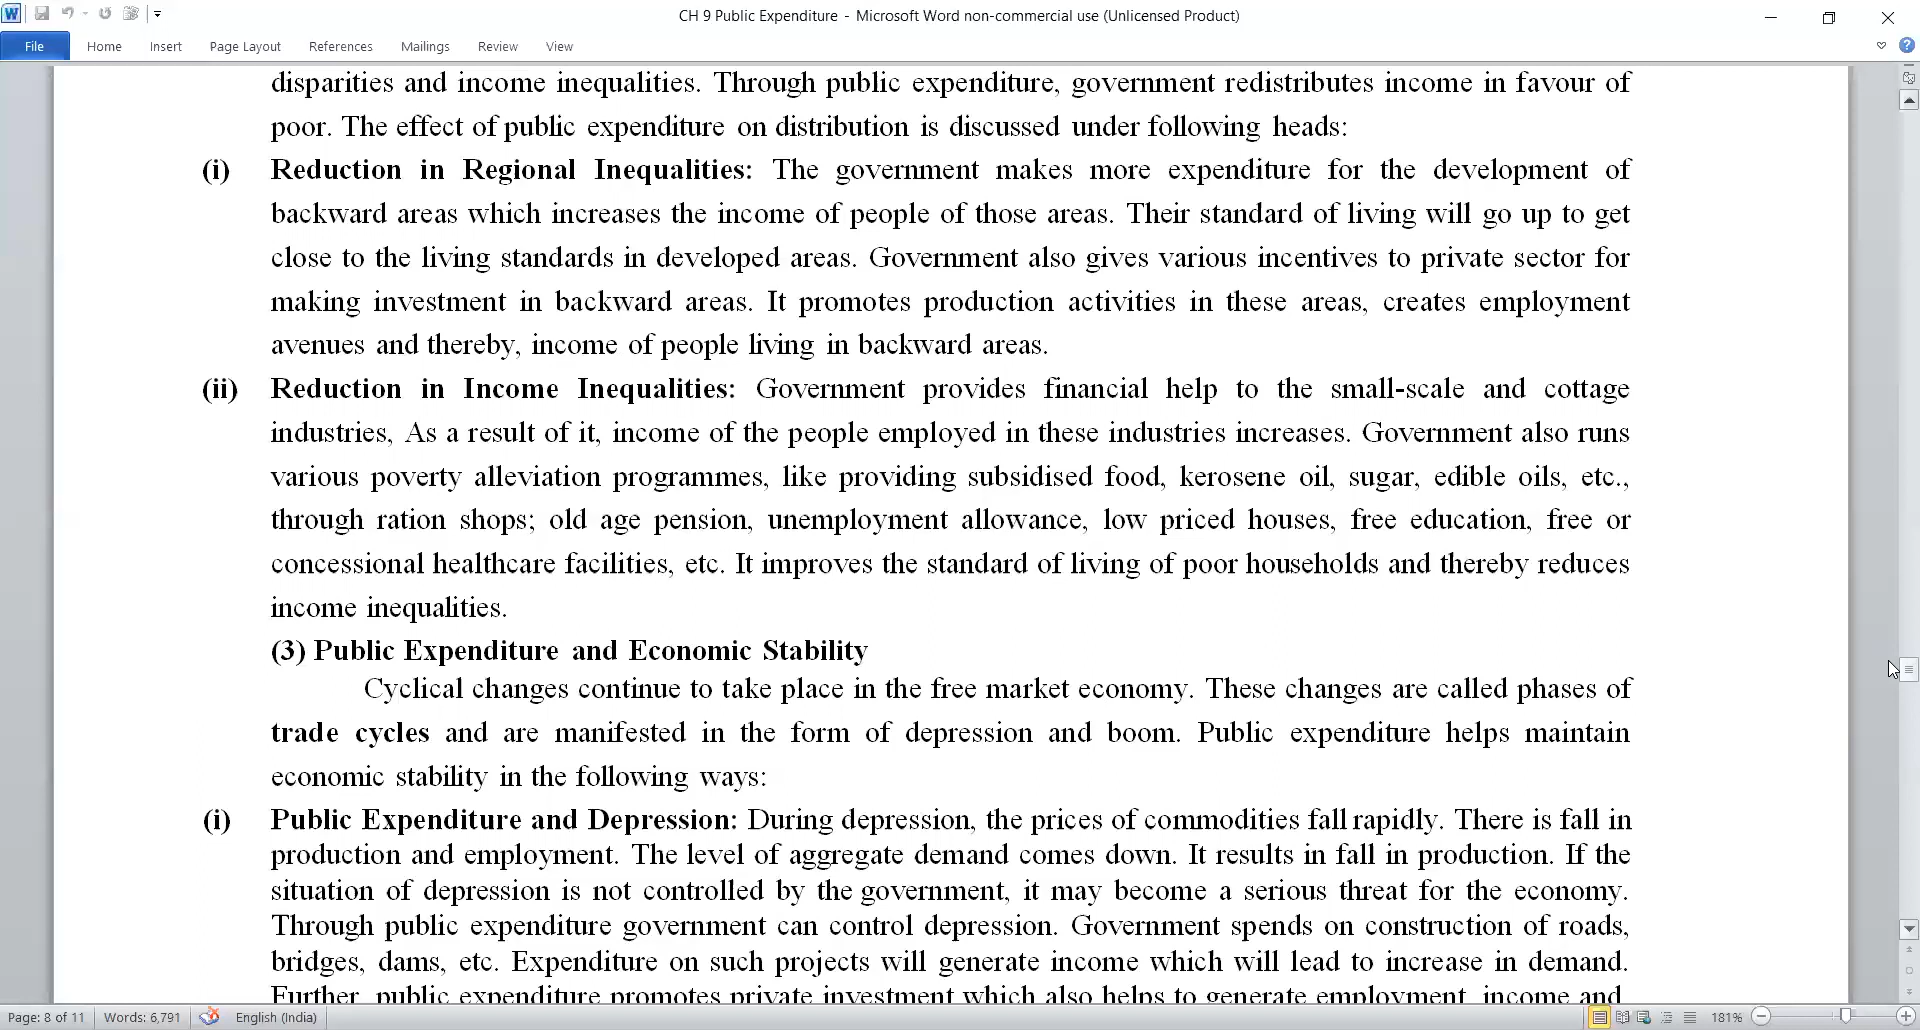 CH 9 Public Expenditure - Microsoft Word non-commercial use (Unlicensed Product)
File Home Insert Page Layout References Mailings Review View
disparities and income inequalities. Through public expenditure, government redistributes income in favour of
poor. The effect of public expenditure on distribution is discussed under following heads:
(i) Reduction in Regional Inequalities: The government makes more expenditure for the development of
backward areas which increases the income of people of those areas. Their standard of living will go up to get
close to the living standards in developed areas. Government also gives various incentives to private sector for
making investment in backward areas. It promotes production activities in these areas, creates employment
avenues and thereby, income of people living in backward areas.
(ii) Reduction in Income Inequalities: Government provides financial help to the small-scale and cottage
industries, As a result of it, income of the people employed in these industries increases. Government also runs
various poverty alleviation programmes, like providing subsidised food, kerosene oil, sugar, edible oils, etc.,
through ration shops; old age pension, unemployment allowance, low priced houses, free education, free or
concessional healthcare facilities, etc. It improves the standard of living of poor households and thereby reduces
income inequalities.
(3) Public Expenditure and Economic Stability
Cyclical changes continue to take place in the free market economy. These changes are called phases of
trade cycles and are manifested in the form of depression and boom. Public expenditure helps maintain
economic stability in the following ways:
(i) Public Expenditure and Depression: During depression, the prices of commodities fall rapidly. There is fall in
production and employment. The level of aggregate demand comes down. It results in fall in production. If the
situation of depression is not controlled by the government, it may become a serious threat for the economy.
Through public expenditure government can control depression. Government spends on construction of roads,
bridges, dams, etc. Expenditure on such projects will generate income which will lead to increase in demand.
Further, public expenditure promotes private investment which also helps to generate employment, income and
Page: 8 of 11 Words: 6,791 English (India) 181%